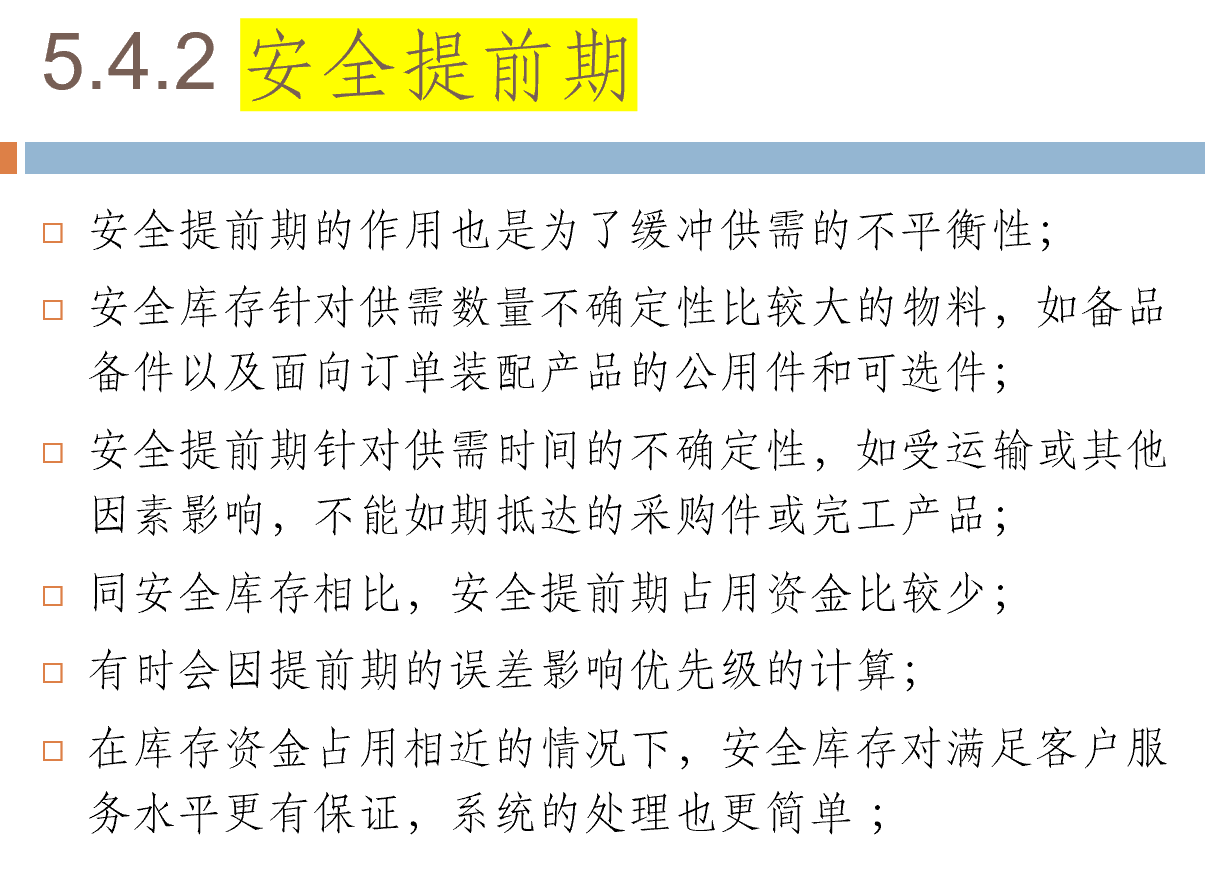 5.4.2 安全提前期
安全提前期的作用也是为了缓冲供需的不平衡性；
安全库存针对供需数量不确定性比较大的物料，如备品
备件以及面向订单装配产品的公用件和可选件；
安全提前期针对供需时间的不确定性，如受运输或其他
因素影响，不能如期抵达的采购件或完工产品；
同安全库存相比，安全提前期占用资金比较少；
有时会因提前期的误差影响优先级的计算；
在库存资金占用相近的情况下，安全库存对满足客户服
务水平更有保证，系统的处理也更简单 ；